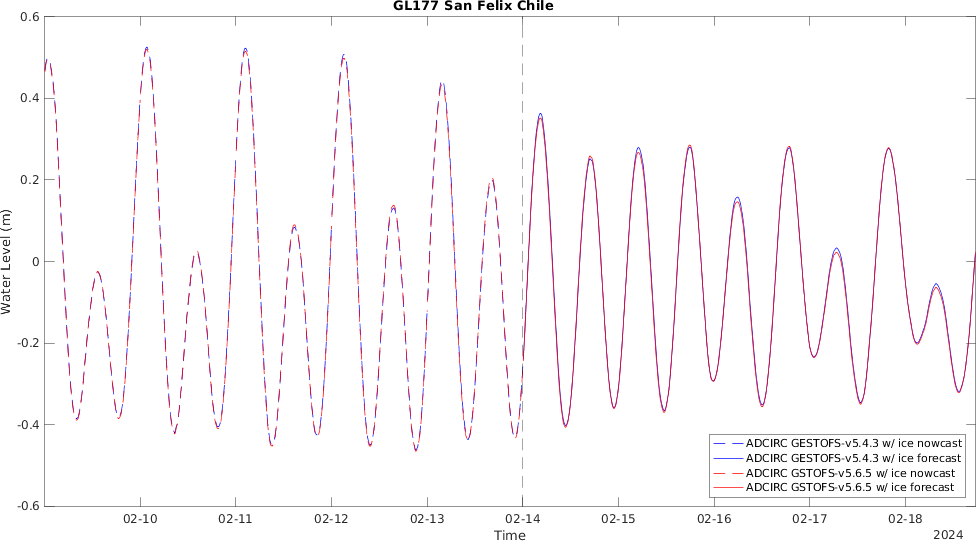 GL177 San Felix Chile
0.6
0.4
0.2
0
-0.2
-0.4
-0.6
Water Level (m)
02-10
02-11
02-12
02-13
02-14
02-15
02-16
02-17
02-18
Time
2024
ADCIRC GESTOFS-v5.4.3 w/ ice nowcast
ADCIRC GESTOFS-v5.4.3 w/ ice forecast
ADCIRC GSTOFS-v5.6.5 w/ ice nowcast
ADCIRC GSTOFS-v5.6.5 w/ ice forecast